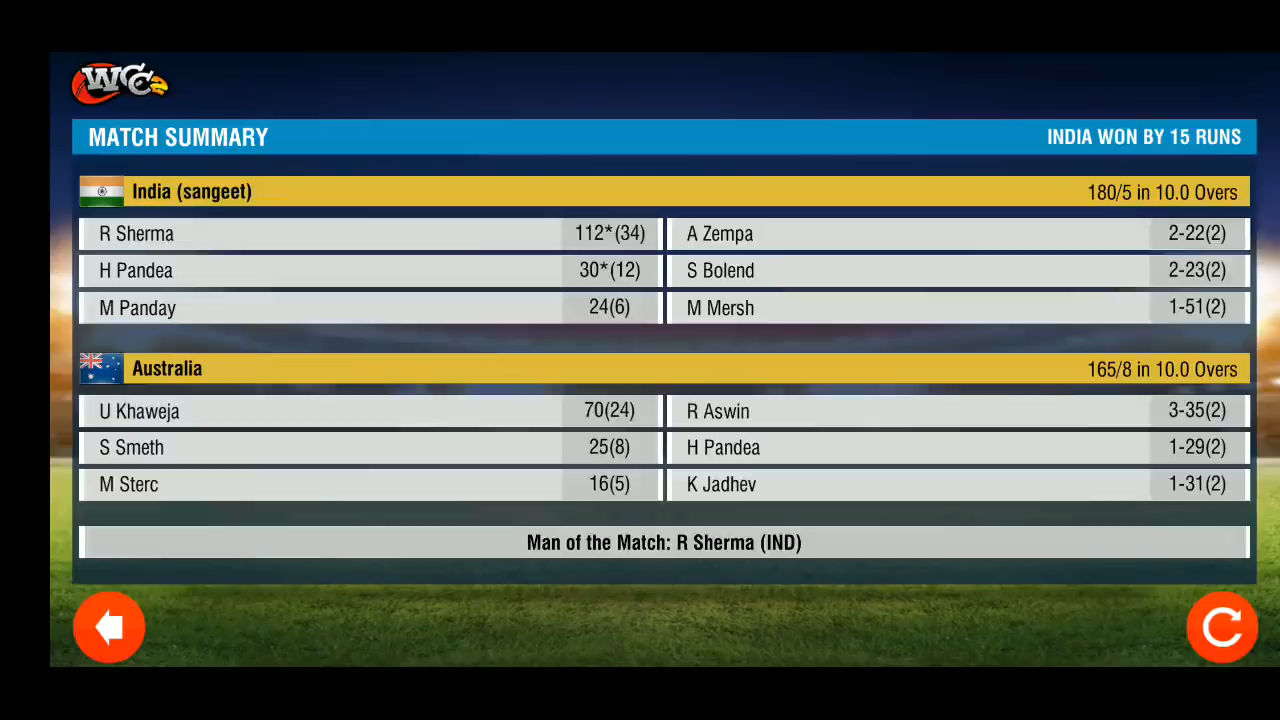 WCC
MATCH SUMMARY INDIA WON BY 15 RUNS
India (sangeet) 180/5 in 10.0 Overs
R Sherma 112*(34) A Zempa 2-22(2)
H Pandea 30*(12) S Bolend 2-23(2)
M Panday 24(6) M Mersh 1-51(2)
Australia 165/8 in 10.0 Overs
U Khaweja 70(24) R Aswin 3-35(2)
S Smeth 25(8) H Pandea 1-29(2)
M Sterc 16(5) K Jadhev 1-31(2)
Man of the Match: R Sherma (IND)